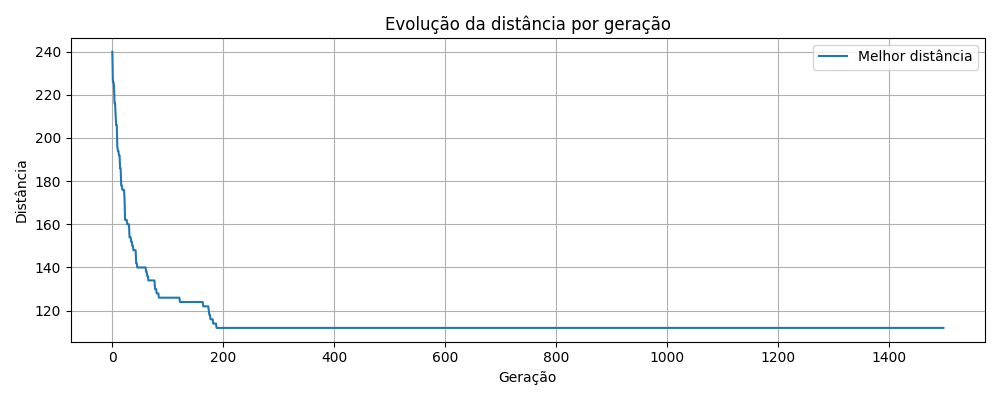 Evolução da distância por geração
Melhor distância
Distância
240
220
200
180
160
140
120
0 200 400 600 800 1000 1200 1400
Geração